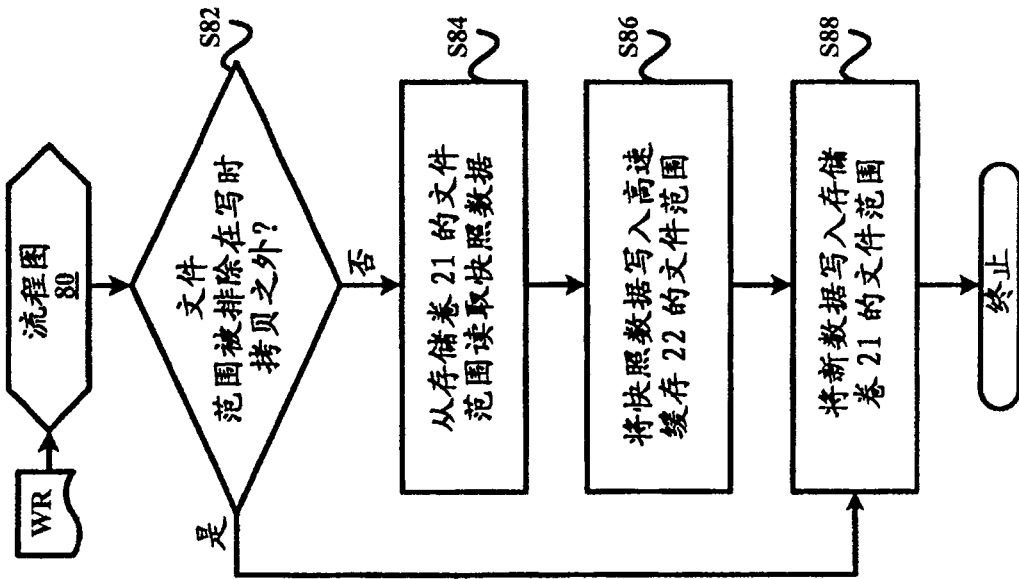 WR
流程图
80
S82
文件
范围被排除在写时
拷贝之外?
是
否
S84
从存储卷 21 的文件
范围读取快照数据
S86
将快照数据写入高速
缓存 22 的文件范围
S88
将新数据写入存储
卷 21 的文件范围
终止